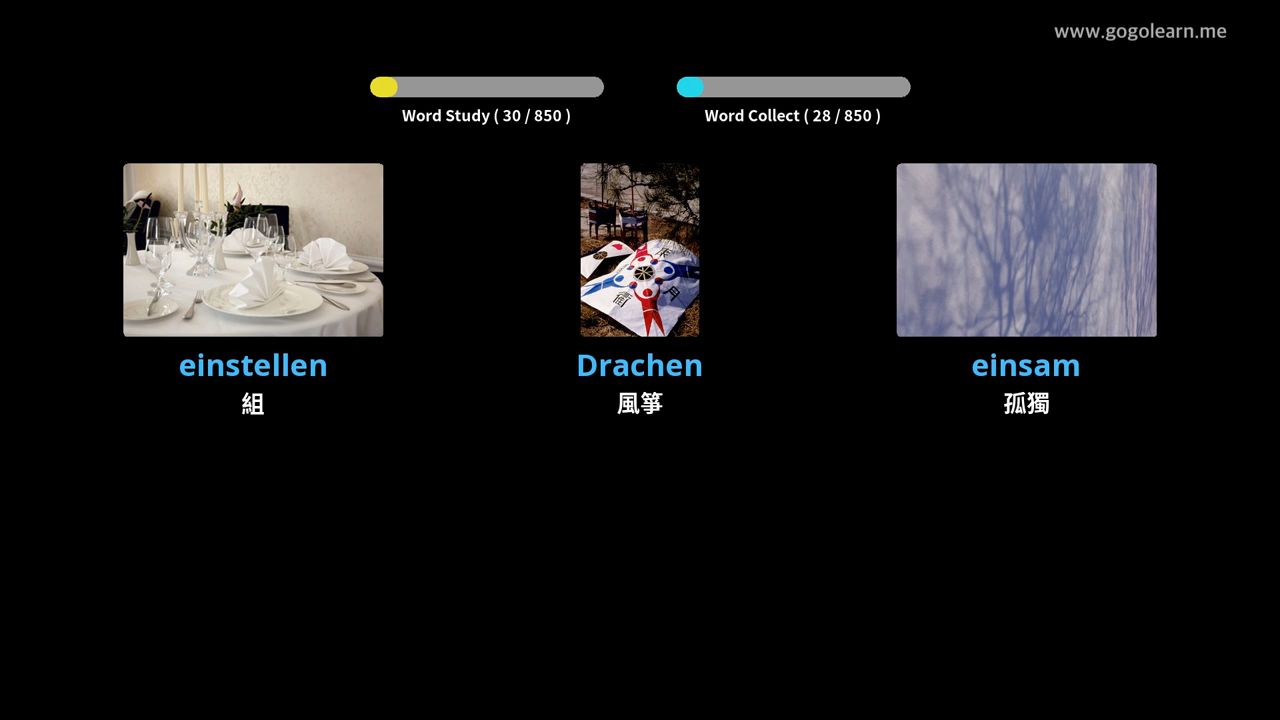 www.gogolearn.me
Word Study ( 30 / 850 )
Word Collect ( 28 / 850 )
einstellen
組
Drachen
風箏
einsam
孤獨